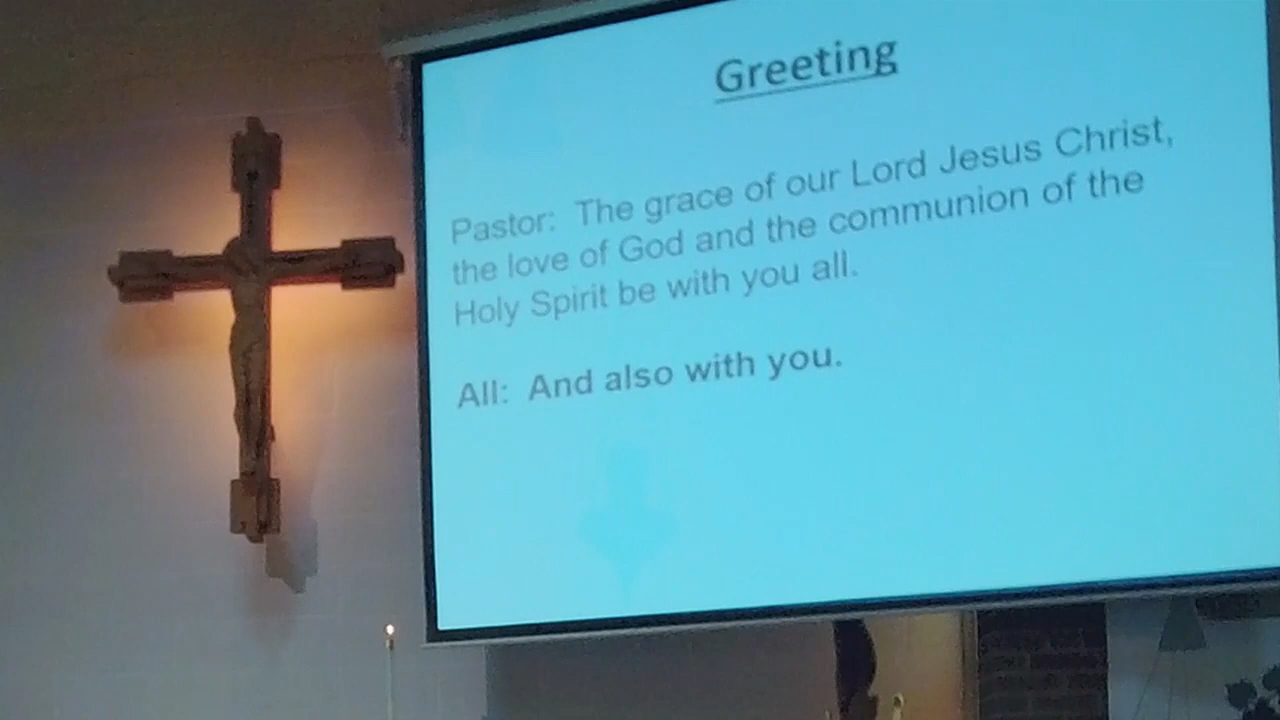 Greeting
Pastor: The grace of our Lord Jesus Christ,
the love of God and the communion of the
Holy Spirit be with you all.
All: And also with you.